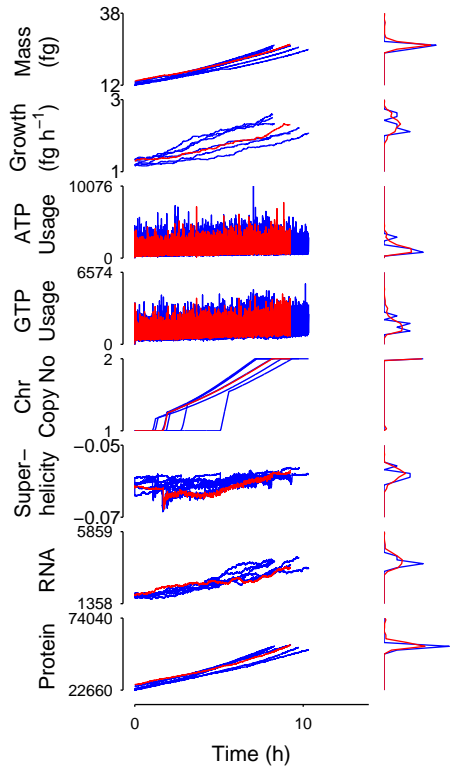 38
Mass
(fg)
12
3
Growth
(fg h⁻¹)
1
10076
ATP
Usage
0
6574
GTP
Usage
0
2
Chr
Copy No
1
−0.05
Super−
helicity
−0.07
5859
RNA
1358
74040
Protein
22660
0 10
Time (h)